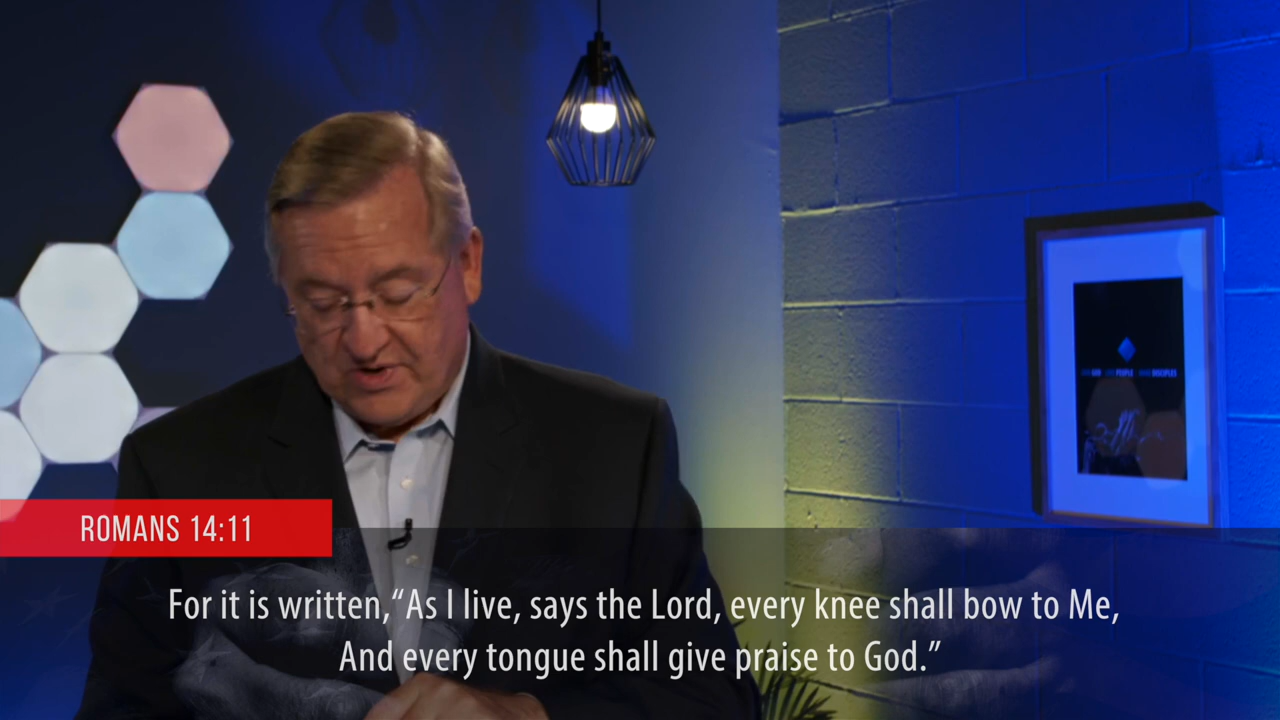 ROMANS 14:11
For it is written,“As I live, says the Lord, every knee shall bow to Me,
And every tongue shall give praise to God.”